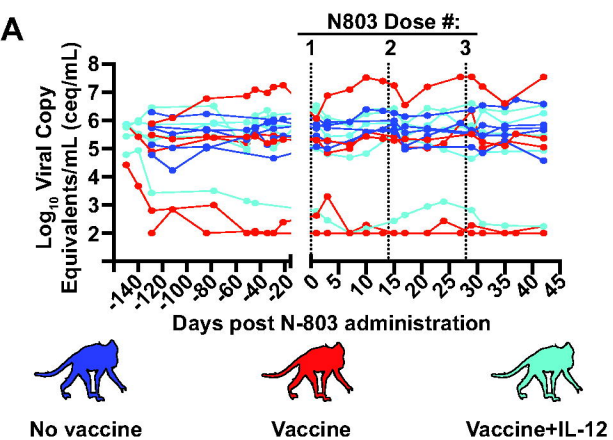 A
N803 Dose #:
1 2 3
Log10 Viral Copy
Equivalents/mL (ceq/mL)
8
7
6
5
4
3
2
-140 -120 -100 -80 -60 -40 -20 0 5 10 15 20 25 30 35 40 45
Days post N-803 administration
No vaccine Vaccine Vaccine+IL-12